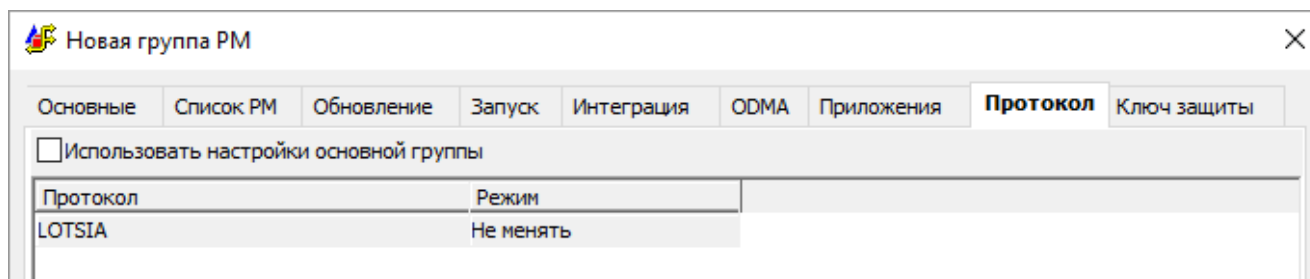 Новая группа РМ
Основные Список РМ Обновление Запуск Интеграция ODMA Приложения Протокол Ключ защиты
Использовать настройки основной группы
Протокол Режим
LOTSIA Не менять